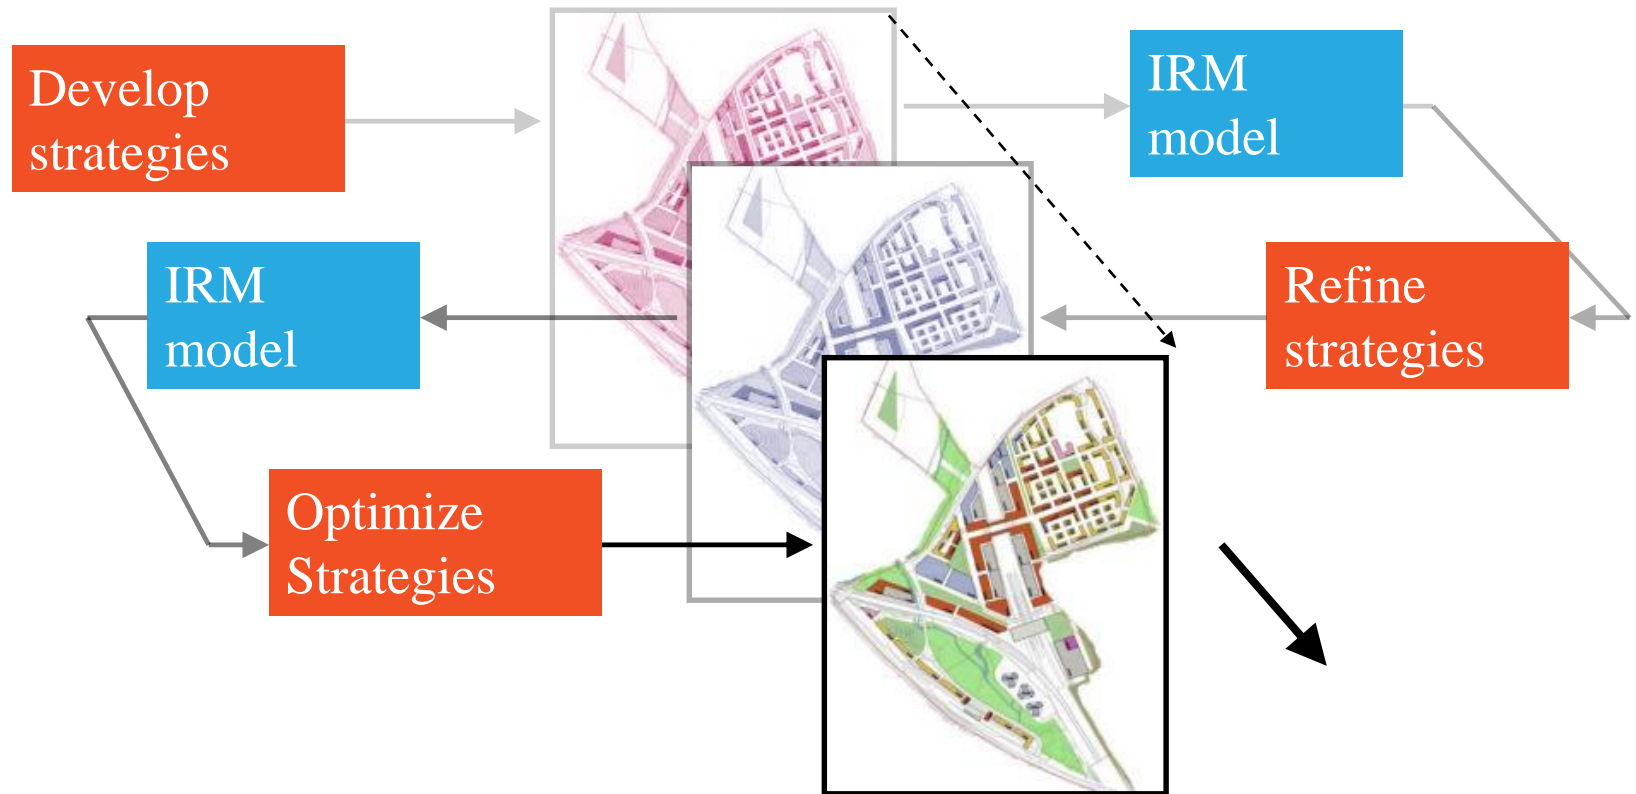 Develop
strategies
IRM
model
IRM
model
Refine
strategies
Optimize
Strategies